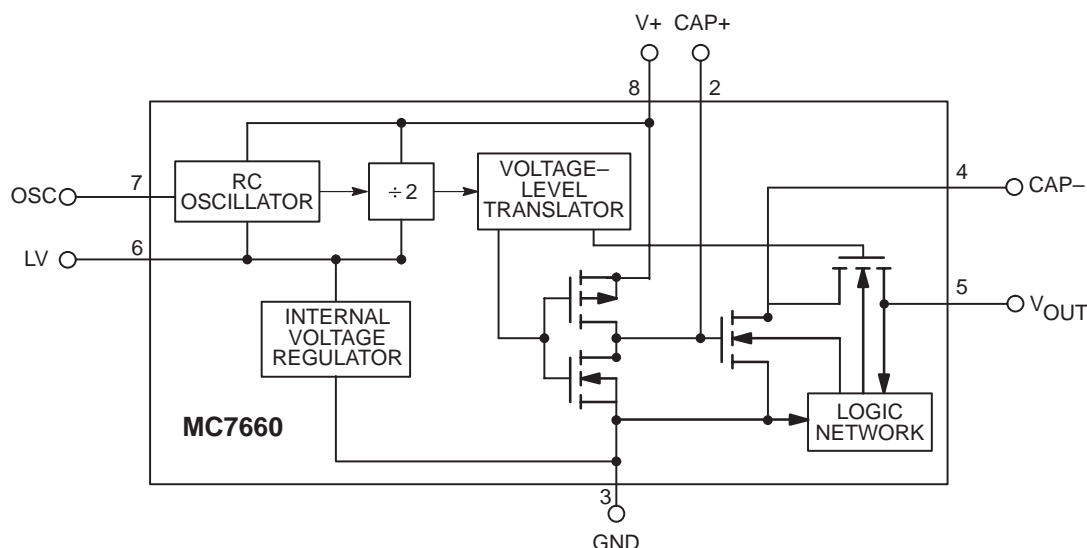 V+ CAP+
8 2
RC
OSCILLATOR
÷ 2
VOLTAGE–
LEVEL
TRANSLATOR
4
CAP–
OSC
7
LV
6
5
VOUT
INTERNAL
VOLTAGE
REGULATOR
MC7660
LOGIC
NETWORK
3
GND